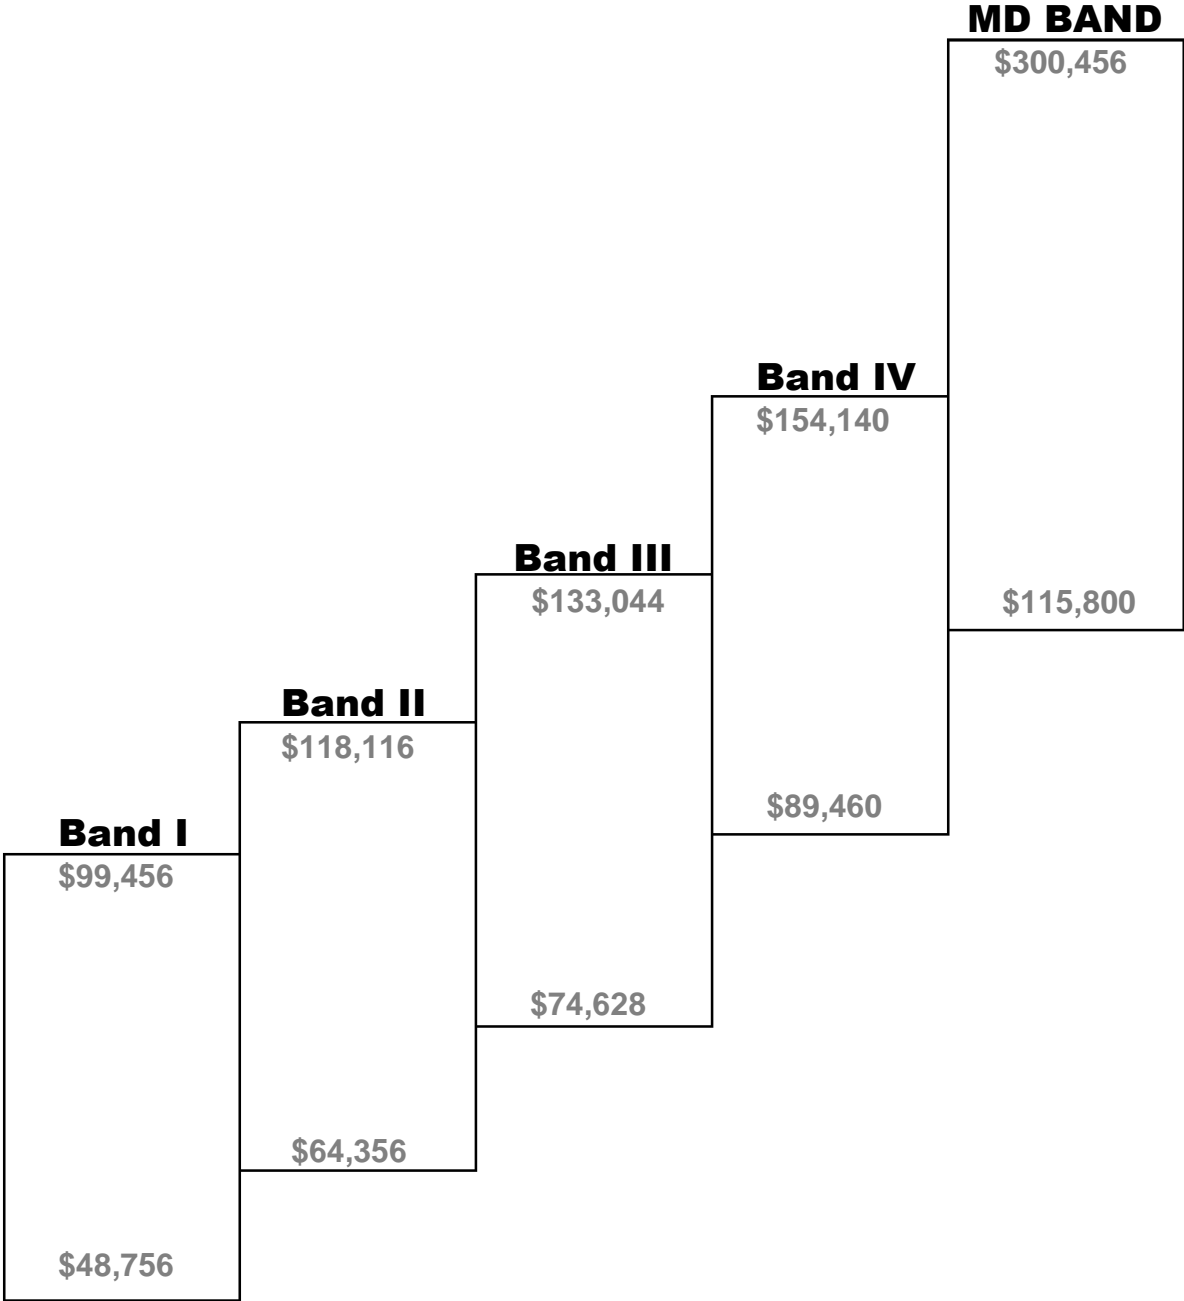 MD BAND
$300,456
Band IV
$154,140
Band III
$133,044
$115,800
Band II
$118,116
$89,460
Band I
$99,456
$74,628
$64,356
$48,756